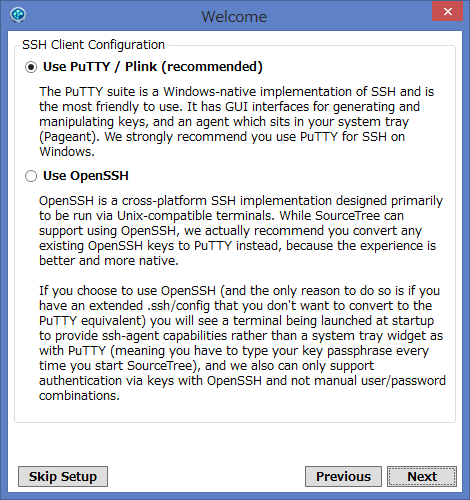 Welcome
SSH Client Configuration
Use PuTTY / Plink (recommended)
The PuTTY suite is a Windows-native implementation of SSH and is
the most friendly to use. It has GUI interfaces for generating and
manipulating keys, and an agent which sits in your system tray
(Pageant). We strongly recommend you use PuTTY for SSH on
Windows.
Use OpenSSH
OpenSSH is a cross-platform SSH implementation designed primarily
to be run via Unix-compatible terminals. While SourceTree can
support using OpenSSH, we actually recommend you convert any
existing OpenSSH keys to PuTTY instead, because the experience is
better and more native.
If you choose to use OpenSSH (and the only reason to do so is if you
have an extended .ssh/config that you don't want to convert to the
PuTTY equivalent) you will see a terminal being launched at startup
to provide ssh-agent capabilities rather than a system tray widget as
with PuTTY (meaning you have to type your key passphrase every
time you start SourceTree), and we also can only support
authentication via keys with OpenSSH and not manual user/password
combinations.
Skip Setup
Previous
Next